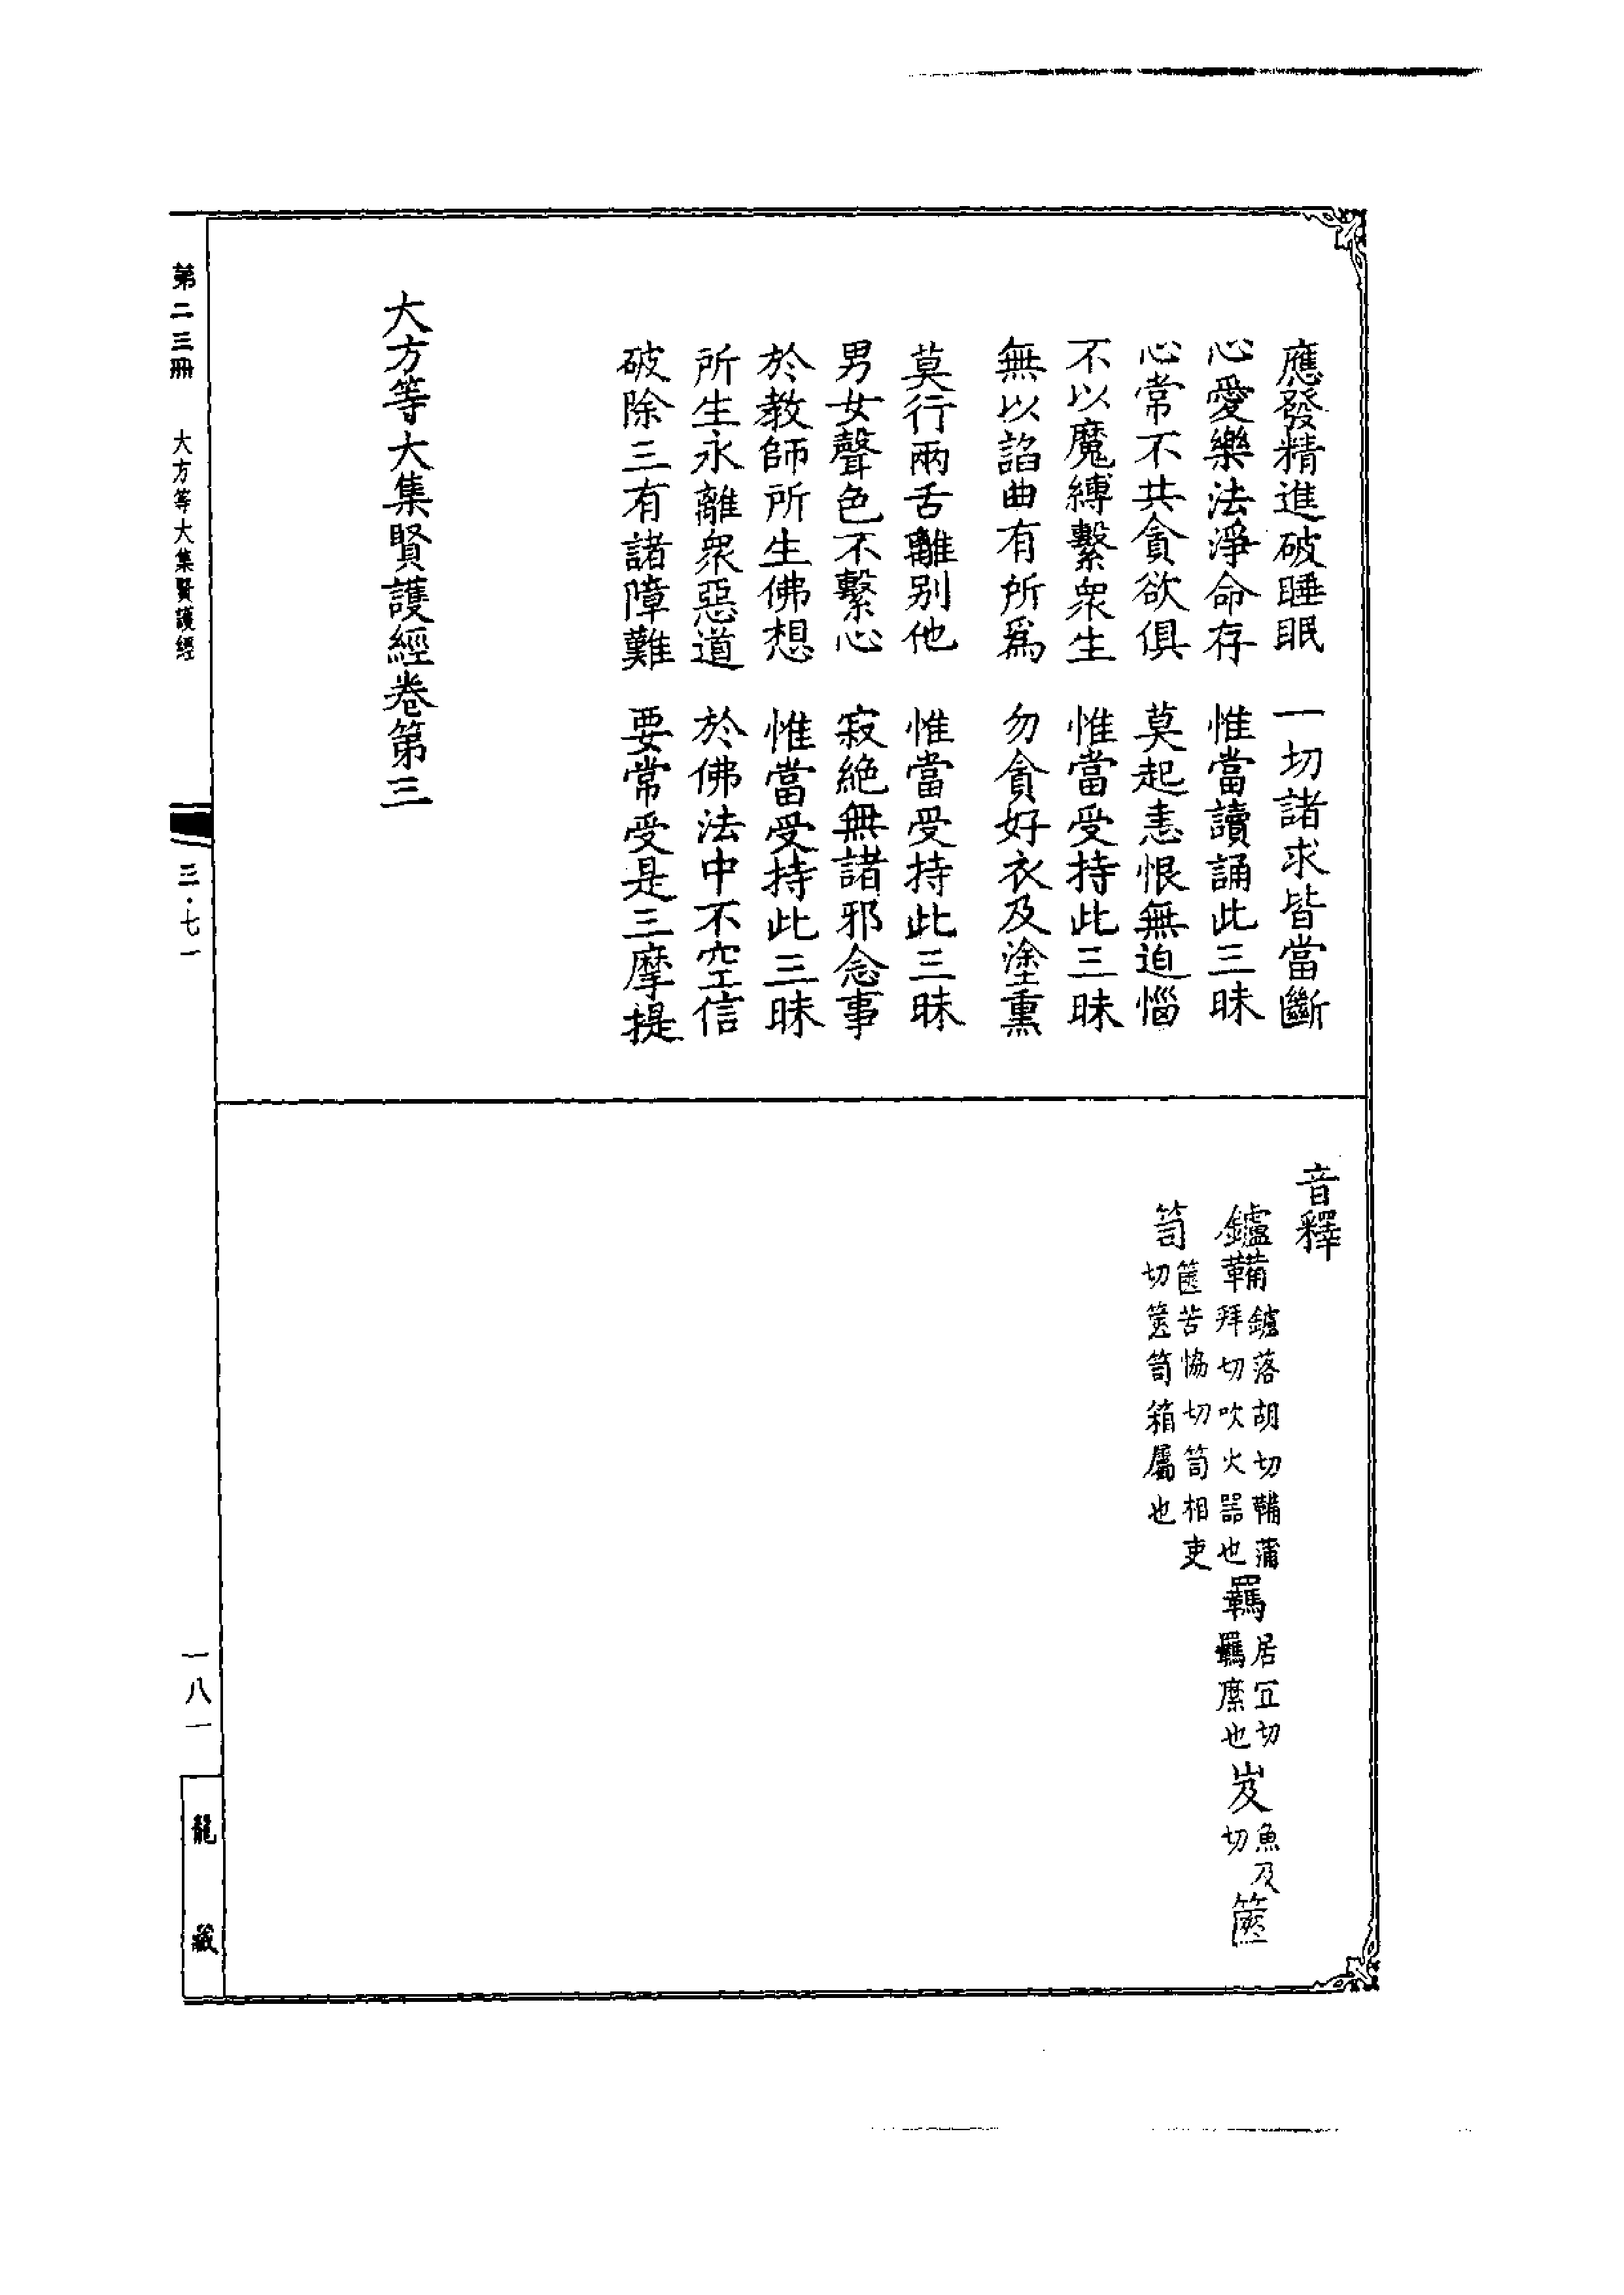 應發精進破睡眠　一切諸求皆當斷
心愛樂法淨命存　惟當讀誦此三昧
心常不共貪欲俱　莫起恚恨無迫惱
不以魔縛繫衆生　惟當受持此三昧
無以諂曲有所爲　勿貪好衣及塗熏
莫行兩舌離別他　惟當受持此三昧
男女聲色不繫心　寂絶無諸邪念事
於教師所生佛想　惟當受持此三昧
所生永離衆惡道　於佛法中不空信
破除三有諸障難　要常受是三摩提
大方等大集賢護經卷第三
音釋
鑪鞴鑪落胡切鞴蒲拜切吹火器也羈居宜切羈縻也岌魚及切篋
笥篋苦協切笥相吏切篋笥箱屬也
第二三冊　大方等大集賢護經　三·七一　一八一
龍藏